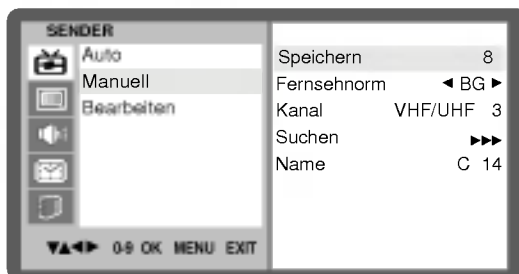 SENDER
Auto
Manuell
Bearbeiten
Speichern 8
Fernsehnorm ◄ BG ►
Kanal VHF/UHF 3
Suchen ►►►
Name C 14
▼▲◄► 0-9 OK MENU EXIT